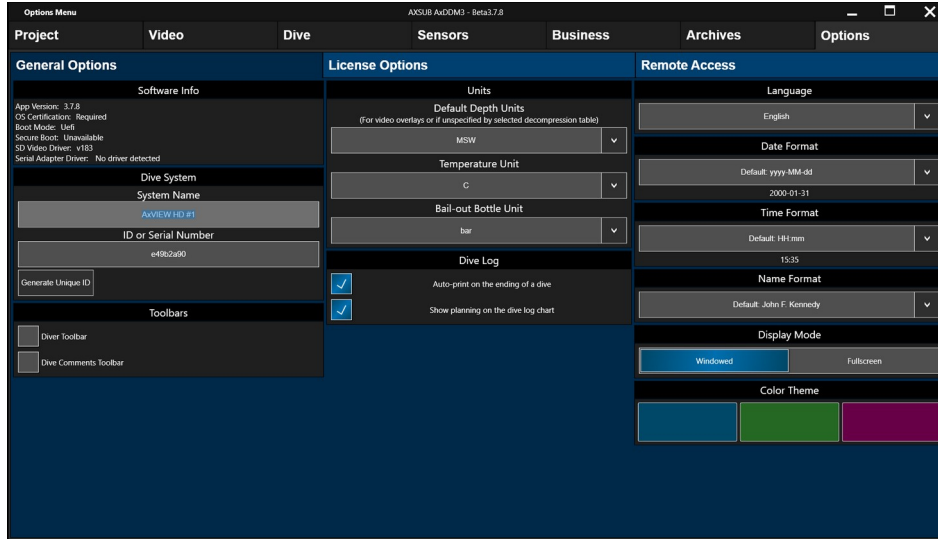 Options Menu
AXSUB AxDDM3 - Beta3.7.8
Project Video Dive Sensors Business Archives Options
General Options
Software Info
App Version: 3.7.8
OS Certification: Required
Boot Mode: Uefi
Secure Boot: Unavailable
SD Video Driver: v183
Serial Adapter Driver: No driver detected
Dive System
System Name
AxVIEW HD #1
ID or Serial Number
e49b2a90
Generate Unique ID
Toolbars
Diver Toolbar
Dive Comments Toolbar
License Options
Units
Default Depth Units
(For video overlays or if unspecified by selected decompression table)
MSW
Temperature Unit
C
Bail-out Bottle Unit
bar
Dive Log
Auto-print on the ending of a dive
Show planning on the dive log chart
Remote Access
Language
English
Date Format
Default: yyyy-MM-dd
2000-01-31
Time Format
Default: HH:mm
15:35
Name Format
Default: John F. Kennedy
Display Mode
Windowed Fullscreen
Color Theme